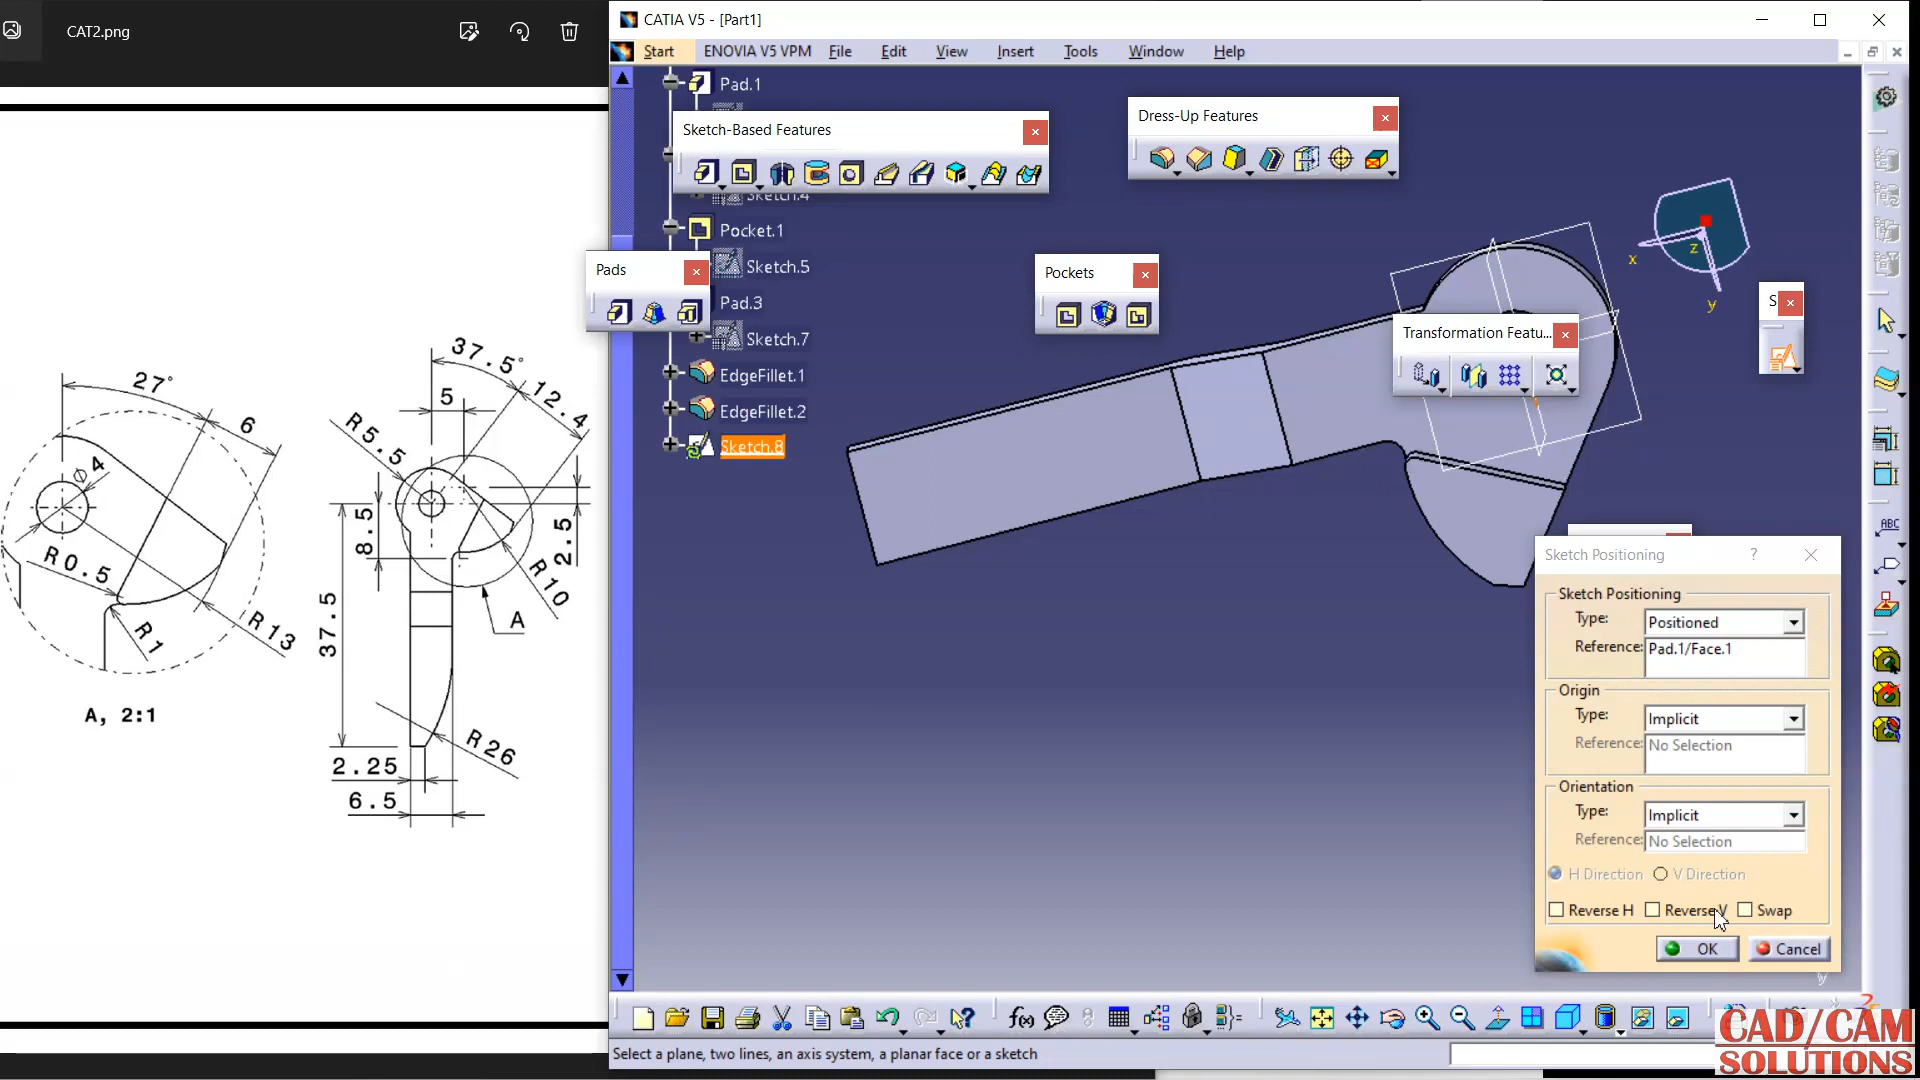 CAT2.png
CATIA V5 - [Part1]
Start ENOVIA V5 VPM File Edit View Insert Tools Window Help
Pad.1
Sketch-Based Features
Dress-Up Features
Sketch.4
Pocket.1
Sketch.5
Pads
Pad.3
Sketch.7
EdgeFillet.1
EdgeFillet.2
Sketch.8
Pockets
Transformation Featu...
S
x
z
y
27°
6
Ø4
R0.5
R1
R13
A, 2:1
37.5°
5
12.4
R5.5
8.5
2.5
R10
A
37.5
R26
2.25
6.5
Sketch Positioning ?
Sketch Positioning
Type: Positioned
Reference: Pad.1/Face.1
Origin
Type: Implicit
Reference: No Selection
Orientation
Type: Implicit
Reference: No Selection
H Direction V Direction
Reverse H Reverse V Swap
OK Cancel
ABC
y
z
f(x)
Select a plane, two lines, an axis system, a planar face or a sketch
CAD/CAM
SOLUTIONS